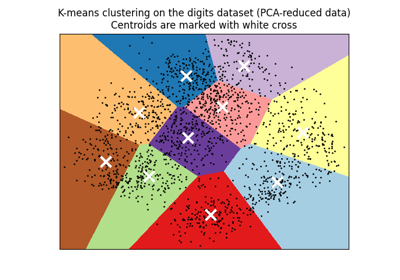 K-means clustering on the digits dataset (PCA-reduced data)
Centroids are marked with white cross